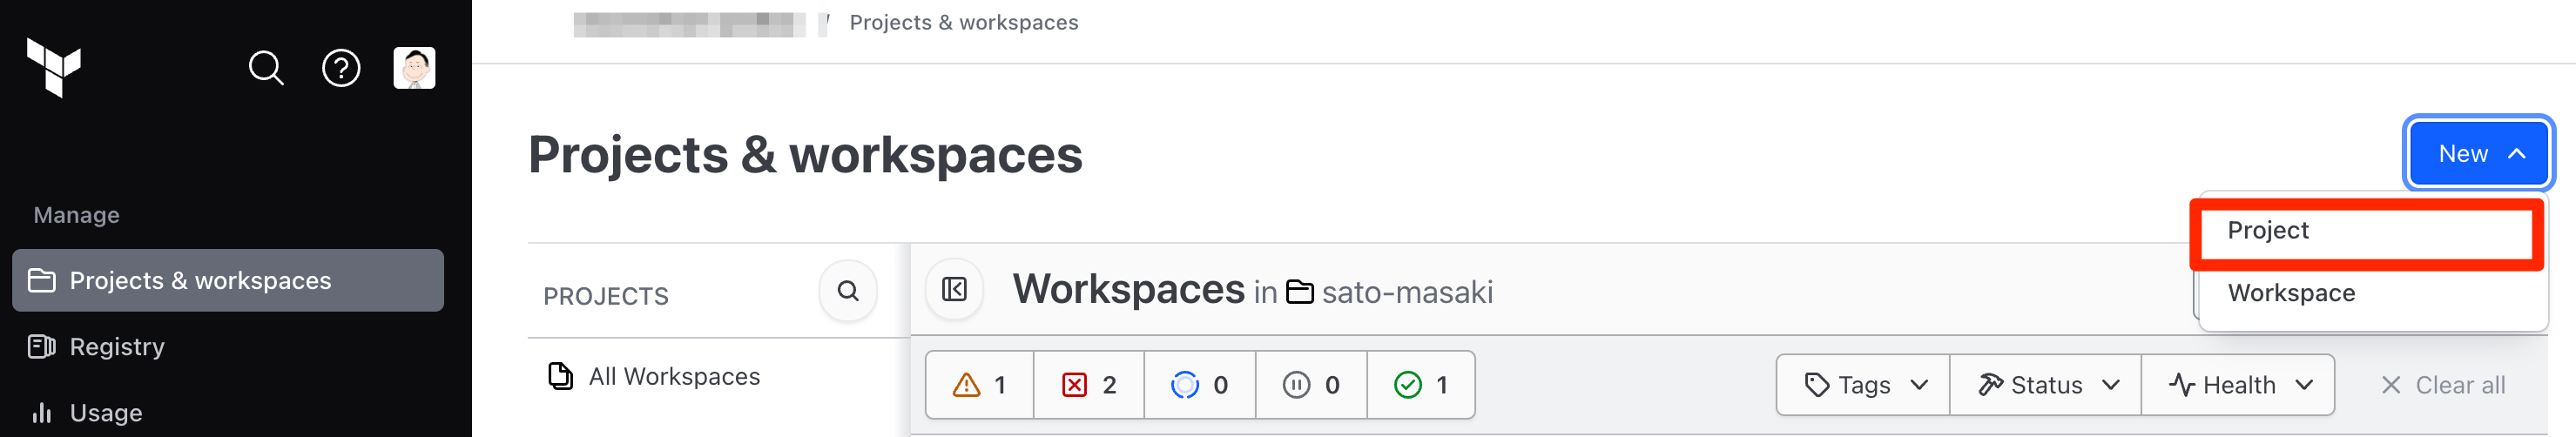 / Projects & workspaces
Projects & workspaces
New
Project
Workspace
Manage
Projects & workspaces
Registry
Usage
PROJECTS
All Workspaces
Workspaces in sato-masaki
1 2 0 0 1
Tags Status Health Clear all